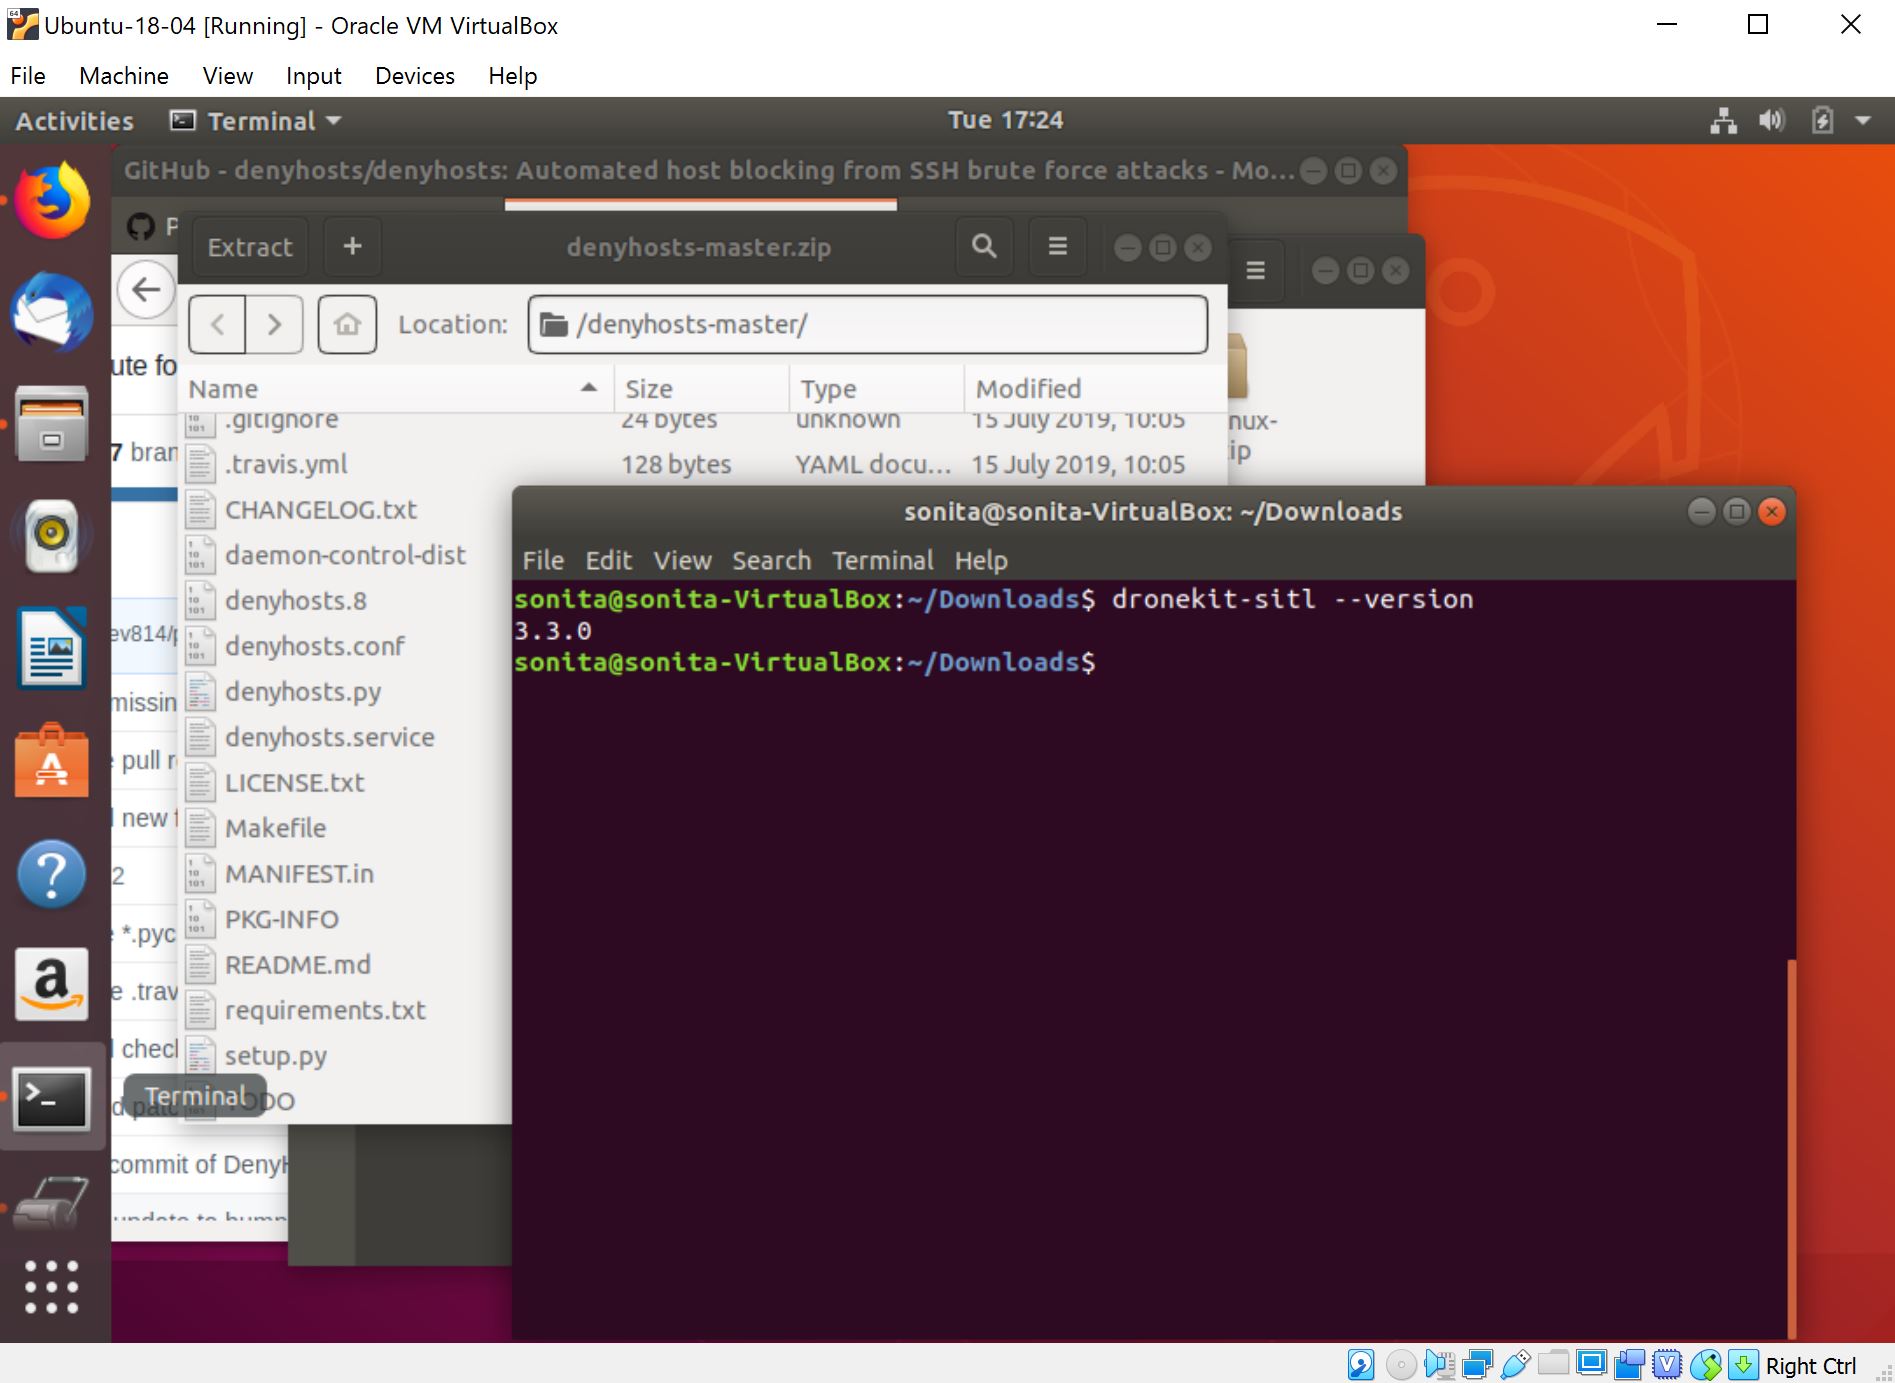 Ubuntu-18-04 [Running] - Oracle VM VirtualBox
File Machine View Input Devices Help
Activities Terminal Tue 17:24
GitHub - denyhosts/denyhosts: Automated host blocking from SSH brute force attacks - Mo...
P
Extract + denyhosts-master.zip
Location: /denyhosts-master/
ute fo
Name Size Type Modified
.gitignore 24 bytes unknown 15 July 2019, 10:05
nux-
7 bran
.travis.yml 128 bytes YAML docu... 15 July 2019, 10:05
ip
CHANGELOG.txt
sonita@sonita-VirtualBox: ~/Downloads
daemon-control-dist
File Edit View Search Terminal Help
denyhosts.8
sonita@sonita-VirtualBox:~/Downloads$ dronekit-sitl --version
3.3.0
ev814/p
denyhosts.conf
sonita@sonita-VirtualBox:~/Downloads$
denyhosts.py
missin
denyhosts.service
pull r
LICENSE.txt
new f
Makefile
2
MANIFEST.in
PKG-INFO
*.pyc
README.md
e .trav
requirements.txt
chec
setup.py
Terminal
ODO
d patc
commit of DenyH
update to bump
Right Ctrl